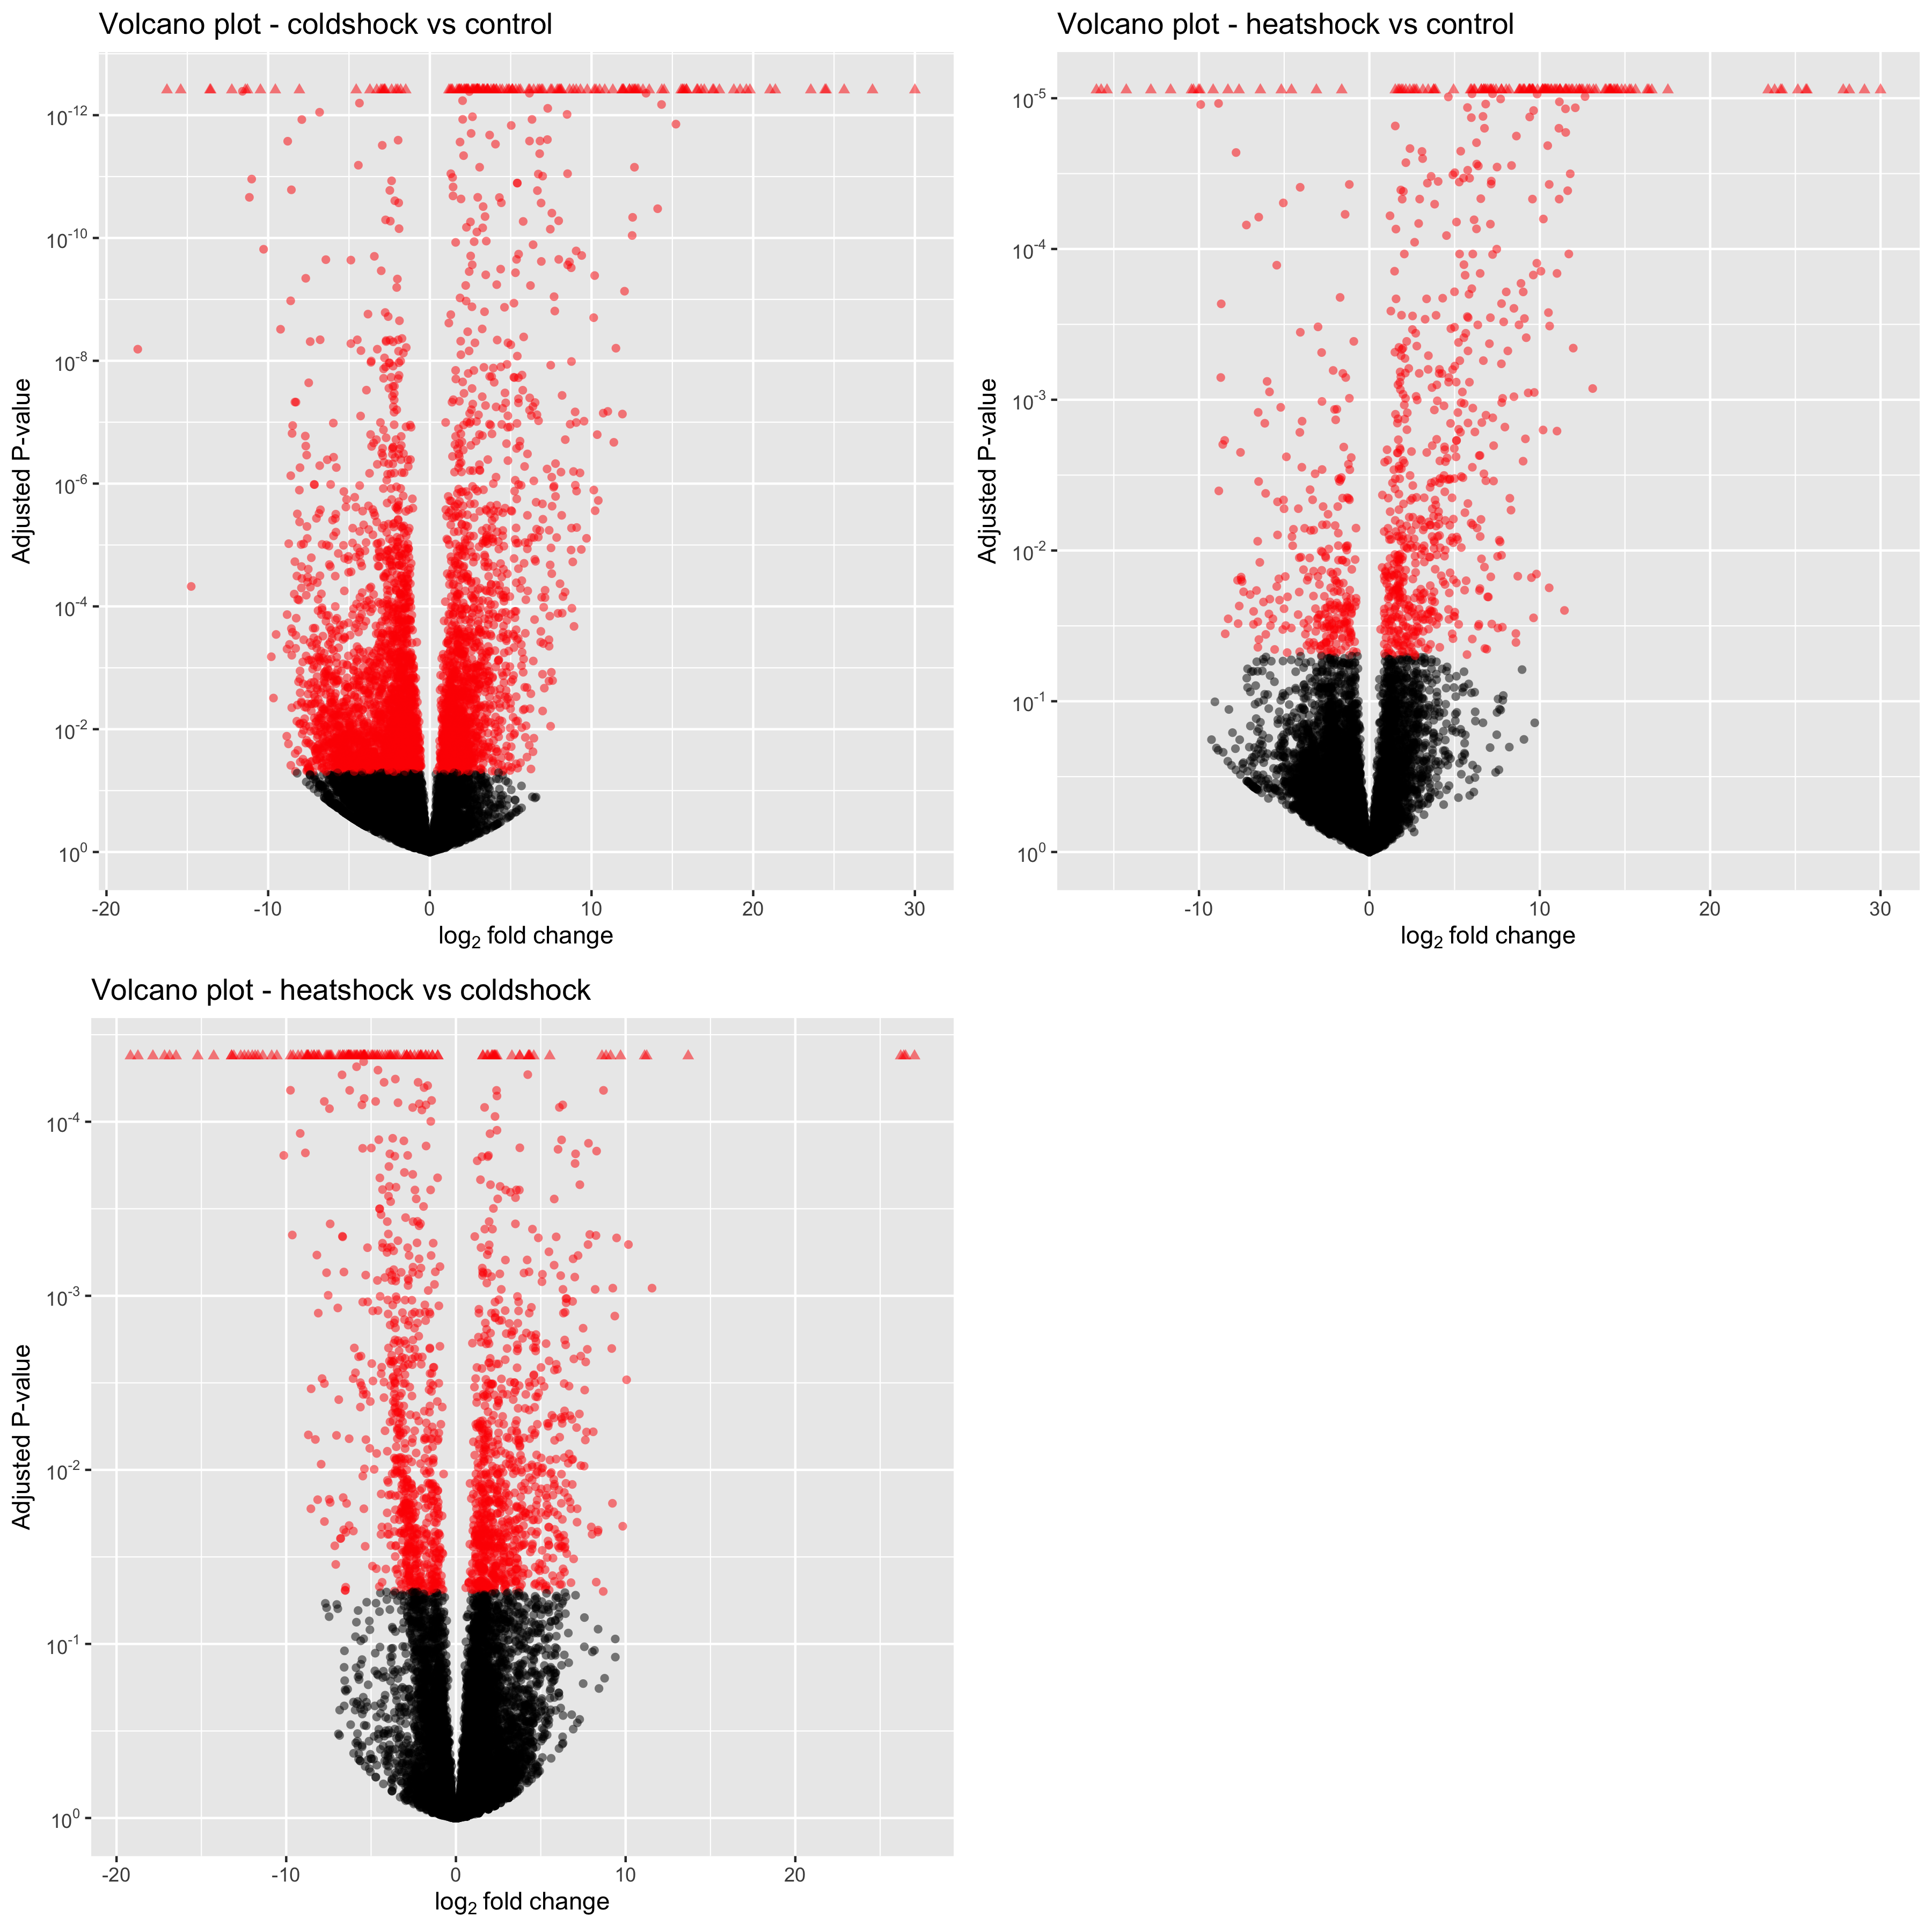 Volcano plot - coldshock vs control
Adjusted P-value
10^-12
10^-10
10^-8
10^-6
10^-4
10^-2
10^0
-20 -10 0 10 20 30
log₂ fold change
Volcano plot - heatshock vs control
Adjusted P-value
10^-5
10^-4
10^-3
10^-2
10^-1
10^0
-10 0 10 20 30
log₂ fold change
Volcano plot - heatshock vs coldshock
Adjusted P-value
10^-4
10^-3
10^-2
10^-1
10^0
-20 -10 0 10 20
log₂ fold change